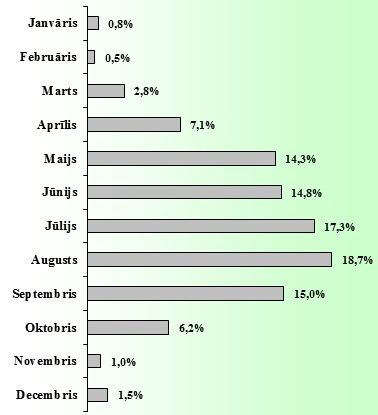 Janvāris 0,8%
Februāris 0,5%
Marts 2,8%
Aprīlis 7,1%
Maijs 14,3%
Jūnijs 14,8%
Jūlijs 17,3%
Augusts 18,7%
Septembris 15,0%
Oktobris 6,2%
Novembris 1,0%
Decembris 1,5%